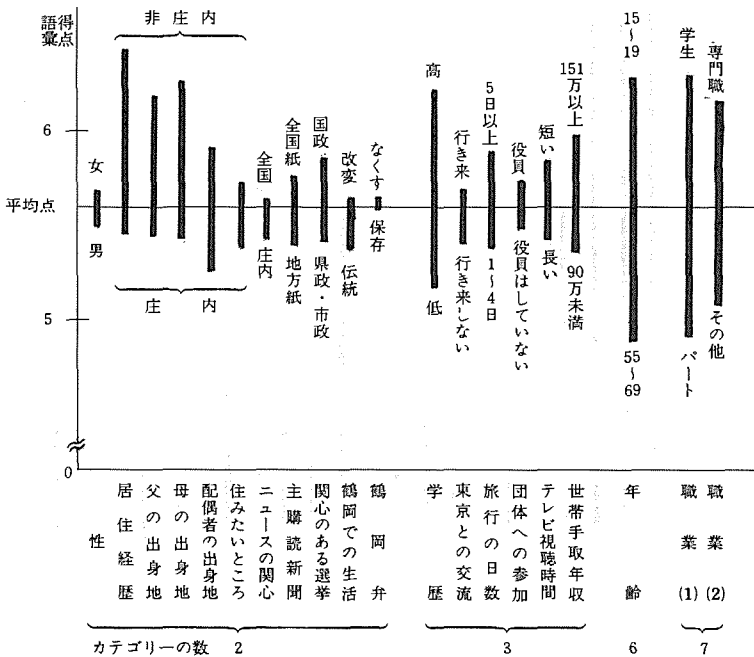 語彙得点
6
平均点
5
0
非庄内
庄内
女
男
全国
庄内
全国紙
地方紙
国政
県政・市政
改変
伝統
なくす
保存
高
低
行き来
行き来しない
5日以上
1〜4日
役員
役員はしていない
短い
長い
151万以上
90万未満
15〜19
55〜69
学生
パート
専門職
その他
性
居住経歴
父の出身地
母の出身地
配偶者の出身地
住みたいところ
ニュースの関心
主購読新聞
関心のある選挙
鶴岡での生活
鶴岡弁
学歴
東京との交流
旅行の日数
団体への参加
テレビ視聴時間
世帯手取年収
年齢
職業(1)
職業(2)
カテゴリーの数 2 3 6 7